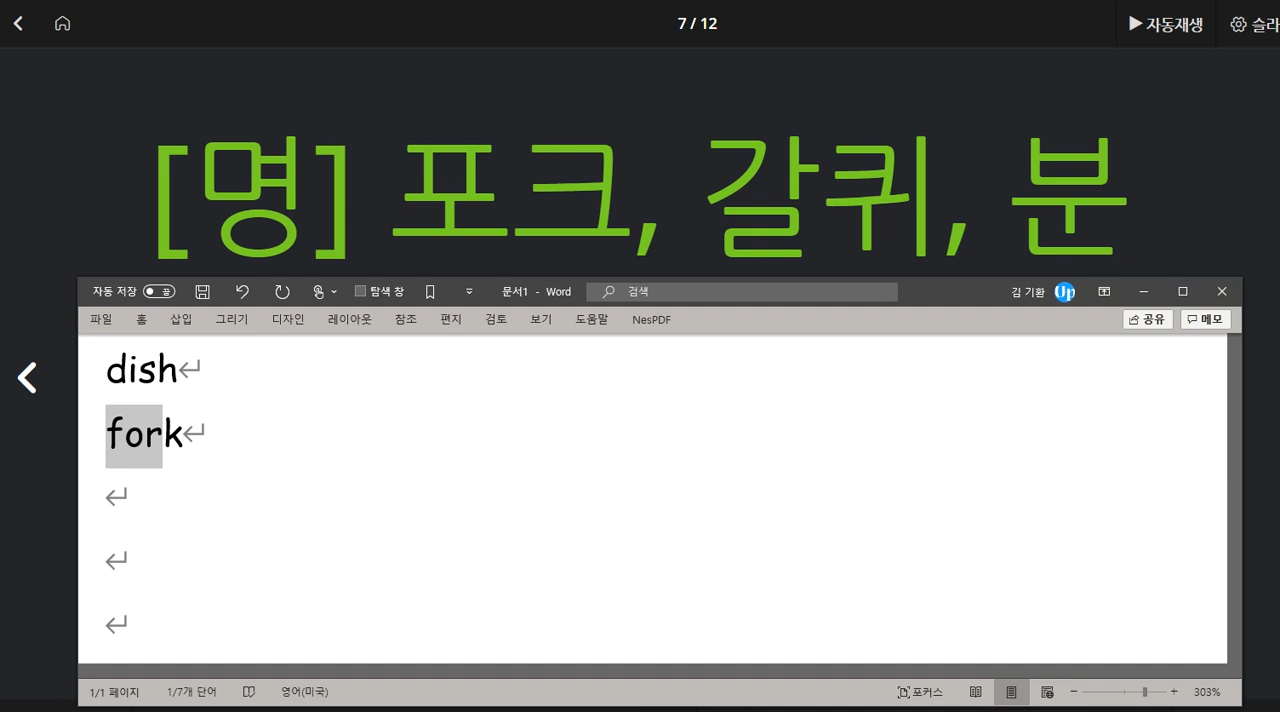 7 / 12
▶ 자동재생
슬라
[명] 포크, 갈퀴, 분
자동 저장 끔 탐색 창 문서1 - Word 검색 김 기환 Up
파일 홈 삽입 그리기 디자인 레이아웃 참조 편지 검토 보기 도움말 NesPDF 공유 메모
dish↵
fork↵
↵
↵
↵
1/1 페이지 1/7개 단어 영어(미국) 포커스 − + 303%